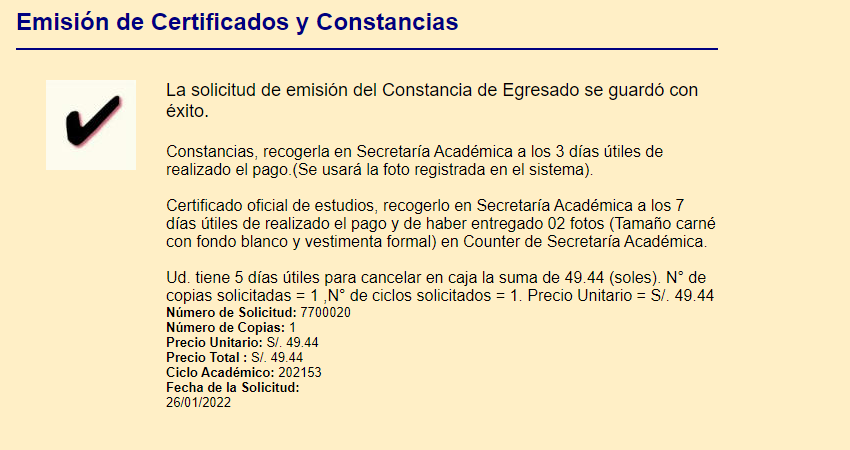 Emisión de Certificados y Constancias
La solicitud de emisión del Constancia de Egresado se guardó con
éxito.
Constancias, recogerla en Secretaría Académica a los 3 días útiles de
realizado el pago.(Se usará la foto registrada en el sistema).
Certificado oficial de estudios, recogerlo en Secretaría Académica a los 7
días útiles de realizado el pago y de haber entregado 02 fotos (Tamaño carné
con fondo blanco y vestimenta formal) en Counter de Secretaría Académica.
Ud. tiene 5 días útiles para cancelar en caja la suma de 49.44 (soles). N° de
copias solicitadas = 1 ,N° de ciclos solicitados = 1. Precio Unitario = S/. 49.44
Número de Solicitud: 7700020
Número de Copias: 1
Precio Unitario: S/. 49.44
Precio Total : S/. 49.44
Ciclo Académico: 202153
Fecha de la Solicitud:
26/01/2022